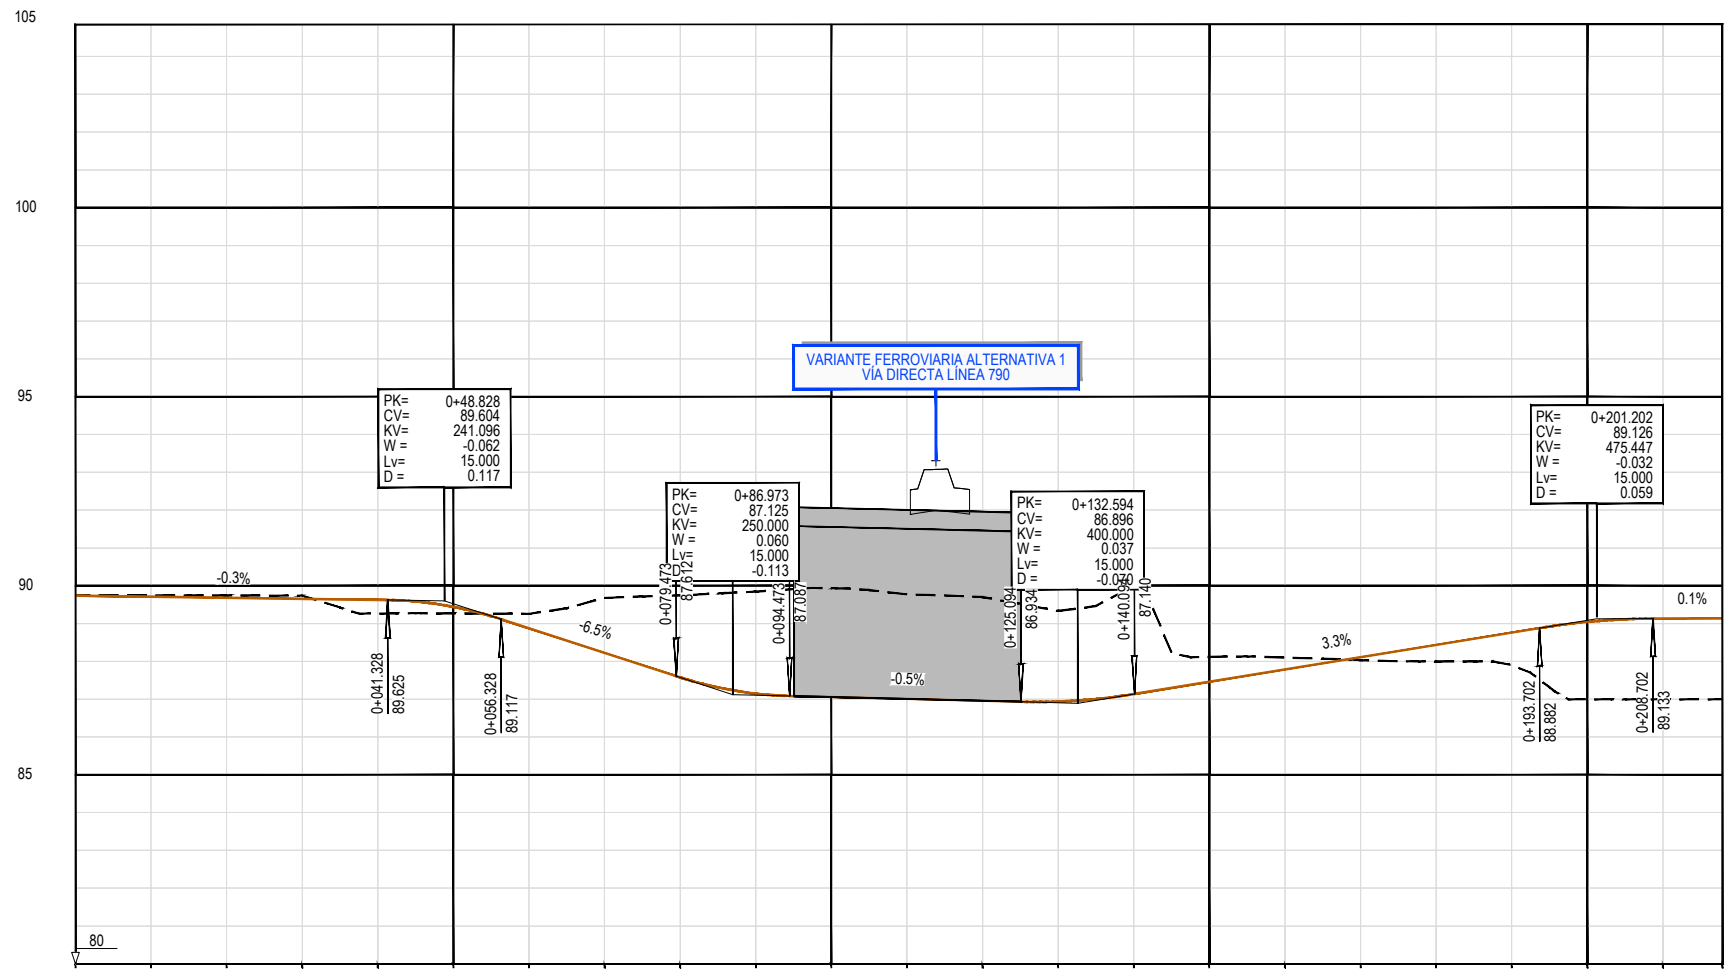 105
100
95
90
85
80
VARIANTE FERROVIARIA ALTERNATIVA 1
VÍA DIRECTA LÍNEA 790
PK= 0+48.828
CV= 89.604
KV= 241.096
W = -0.062
Lv= 15.000
D = 0.117
PK= 0+86.973
CV= 87.125
KV= 250.000
W = 0.060
Lv= 15.000
D -0.113
PK= 0+132.594
CV= 86.896
KV= 400.000
W = 0.037
Lv= 15.000
D = -0.070
PK= 0+201.202
CV= 89.126
KV= 475.447
W = -0.032
Lv= 15.000
D = 0.059
-0.3%
-6.5%
-0.5%
3.3%
0.1%
0+041.328
89.625
0+056.328
89.117
0+079.473
87.612
0+094.473
87.087
0+125.094
86.934
0+140.094
87.140
0+193.702
88.882
0+208.702
89.133